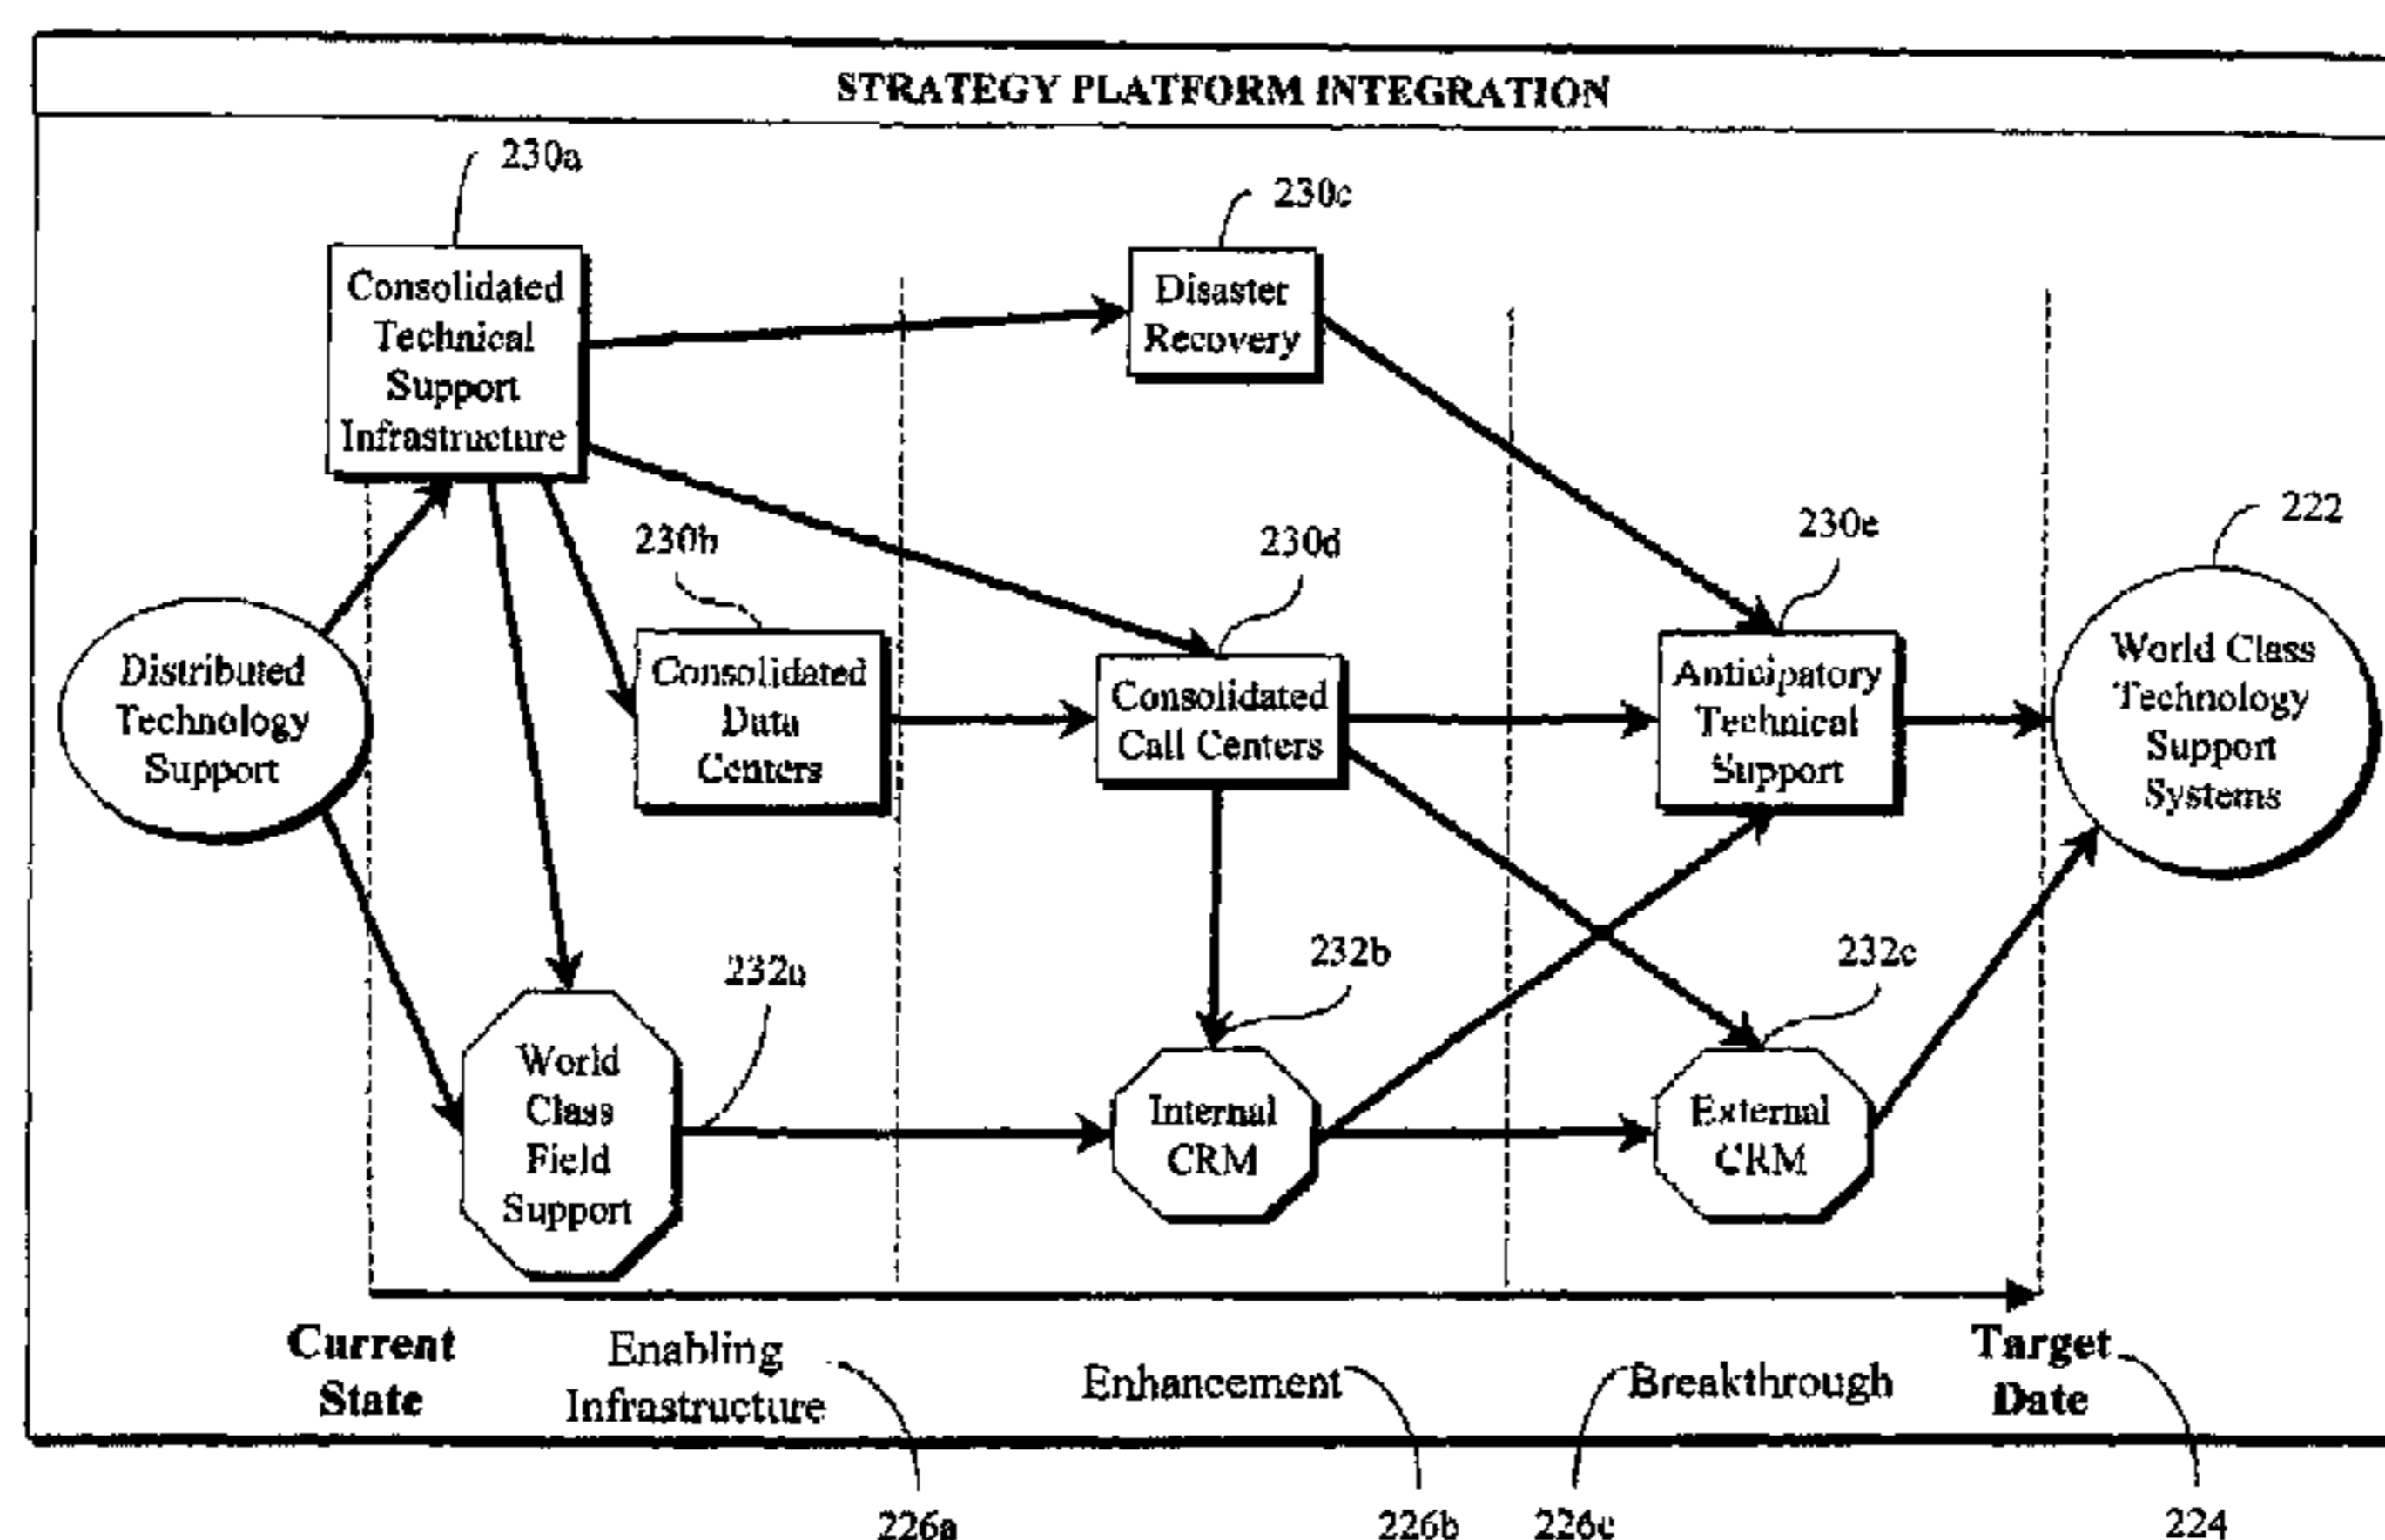 STRATEGY PLATFORM INTEGRATION
230a
230c
Consolidated
Technical
Support
Infrastructure
Disaster
Recovery
222
230b
230d
230e
Distributed
Technology
Support
Consolidated
Data
Centers
Consolidated
Call Centers
Anticipatory
Technical
Support
World Class
Technology
Support
Systems
232a
232b
232c
World
Class
Field
Support
Internal
CRM
External
CRM
Current
State
Enabling
Infrastructure
Enhancement
Breakthrough
Target
Date
226a
226b
226c
224